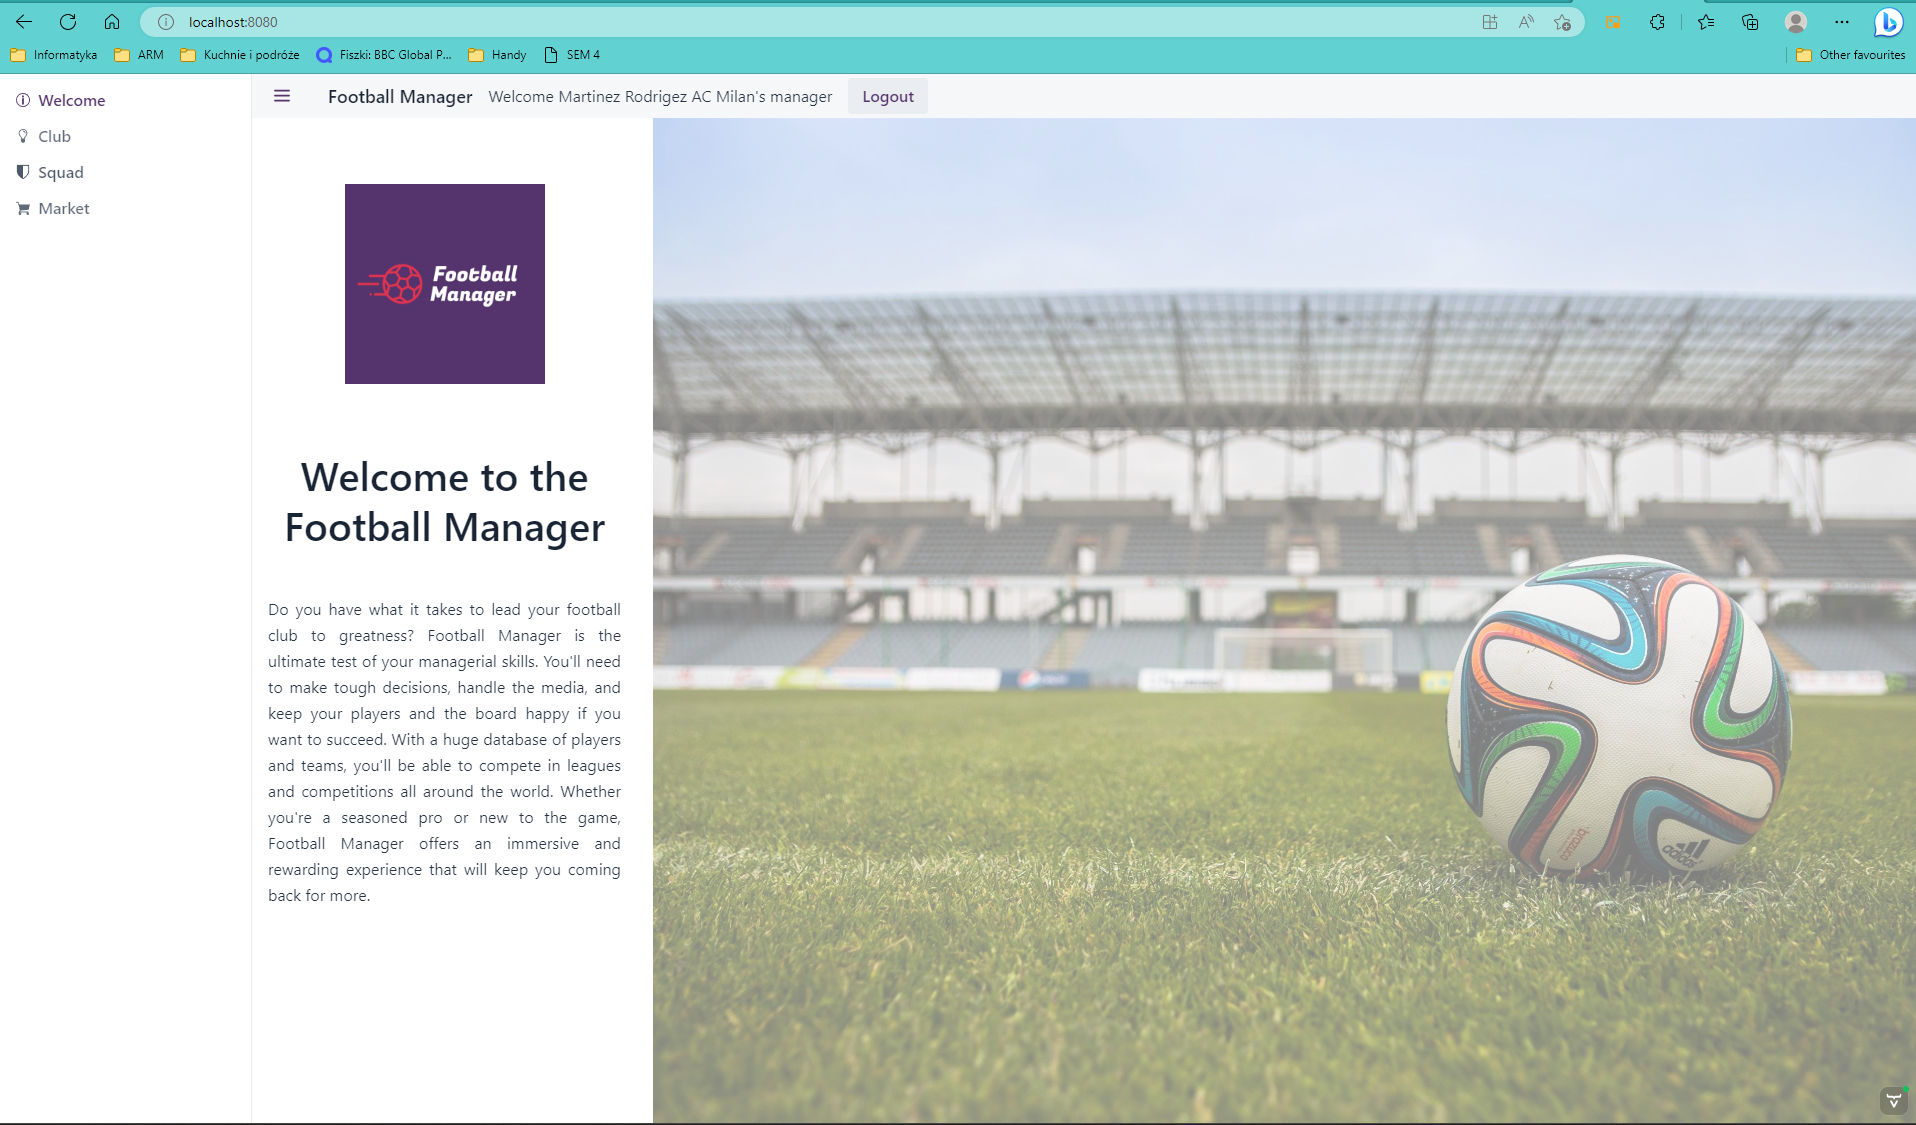 localhost:8080
Informatyka
ARM
Kuchnie i podróże
Fiszki: BBC Global P...
Handy
SEM 4
Other favourites
Welcome
Club
Squad
Market
Football Manager
Welcome Martinez Rodrigez AC Milan's manager
Logout
Football
Manager
Welcome to the
Football Manager
Do you have what it takes to lead your football
club to greatness? Football Manager is the
ultimate test of your managerial skills. You'll need
to make tough decisions, handle the media, and
keep your players and the board happy if you
want to succeed. With a huge database of players
and teams, you'll be able to compete in leagues
and competitions all around the world. Whether
you're a seasoned pro or new to the game,
Football Manager offers an immersive and
rewarding experience that will keep you coming
back for more.
pepsi
brazuca
adidas